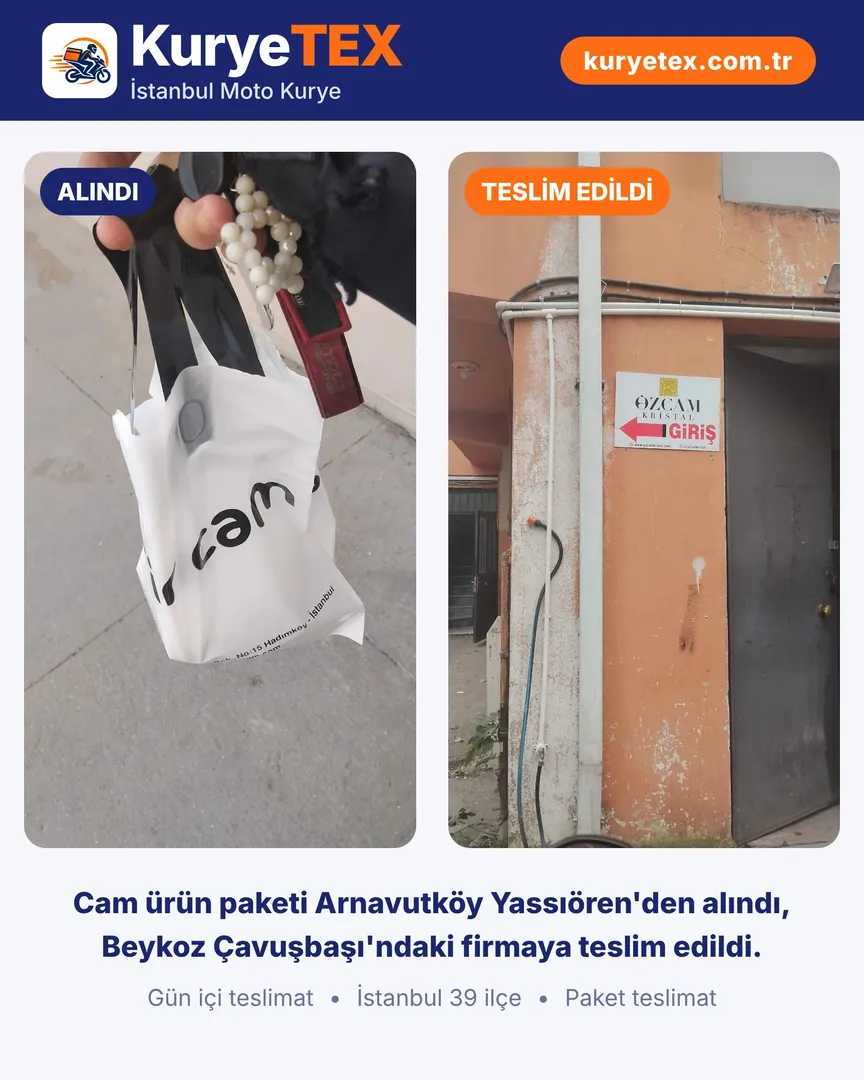 KuryeTEX
İstanbul Moto Kurye
kuryetex.com.tr
ALINDI
TESLİM EDİLDİ
cam
No:15 Hadımköy - İstanbul
ÖZCAM
KRİSTAL
GİRİŞ
Cam ürün paketi Arnavutköy Yassıören'den alındı,
Beykoz Çavuşbaşı'ndaki firmaya teslim edildi.
Gün içi teslimat • İstanbul 39 ilçe • Paket teslimat